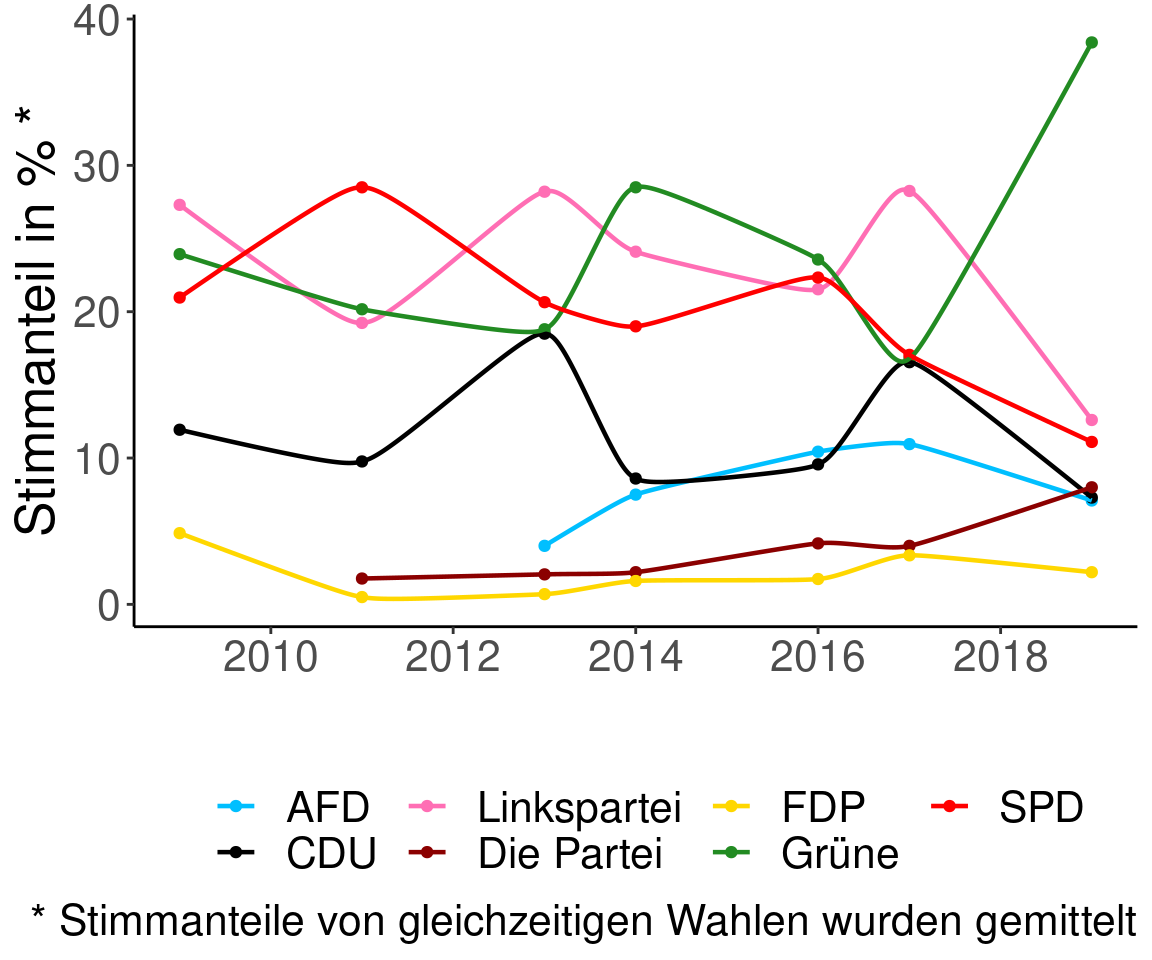 Stimmanteil in % *
40
30
20
10
0
2010 2012 2014 2016 2018
AFD Linkspartei FDP SPD
CDU Die Partei Grüne
* Stimmanteile von gleichzeitigen Wahlen wurden gemittelt